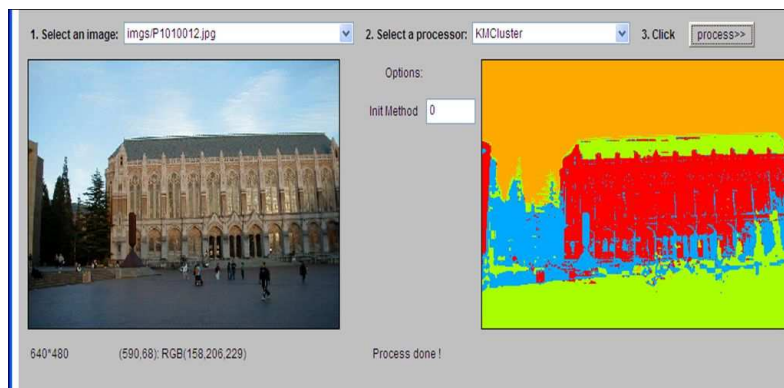 1. Select an image: imgs/P1010012.jpg 2. Select a processor: KMCluster 3. Click process>>
Options:
Init Method 0
640*480 (590,68): RGB(158,206,229) Process done !